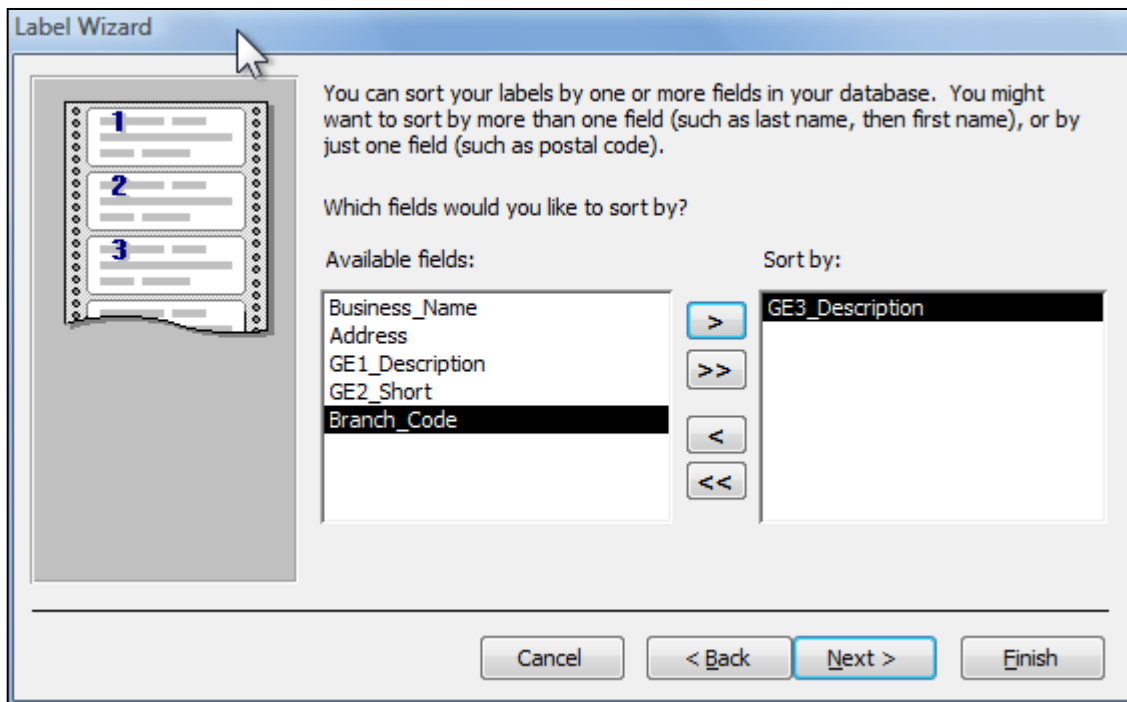 Label Wizard
You can sort your labels by one or more fields in your database. You might
want to sort by more than one field (such as last name, then first name), or by
just one field (such as postal code).
Which fields would you like to sort by?
Available fields:
Sort by:
1
2
3
Business_Name
Address
GE1_Description
GE2_Short
Branch_Code
>
>>
<
<<
GE3_Description
Cancel
< Back
Next >
Finish